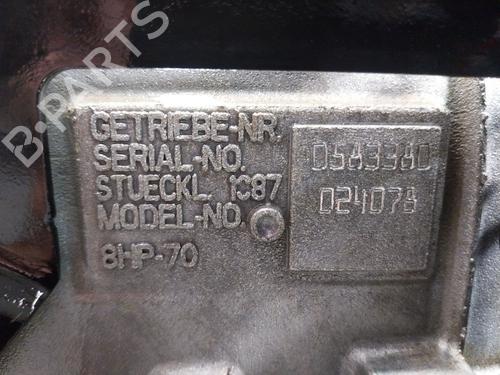 B-PARTS
GETRIEBE-NR.
SERIAL-NO. 0583380
STUECKL. 1087 024078
MODEL-NO.
8HP-70